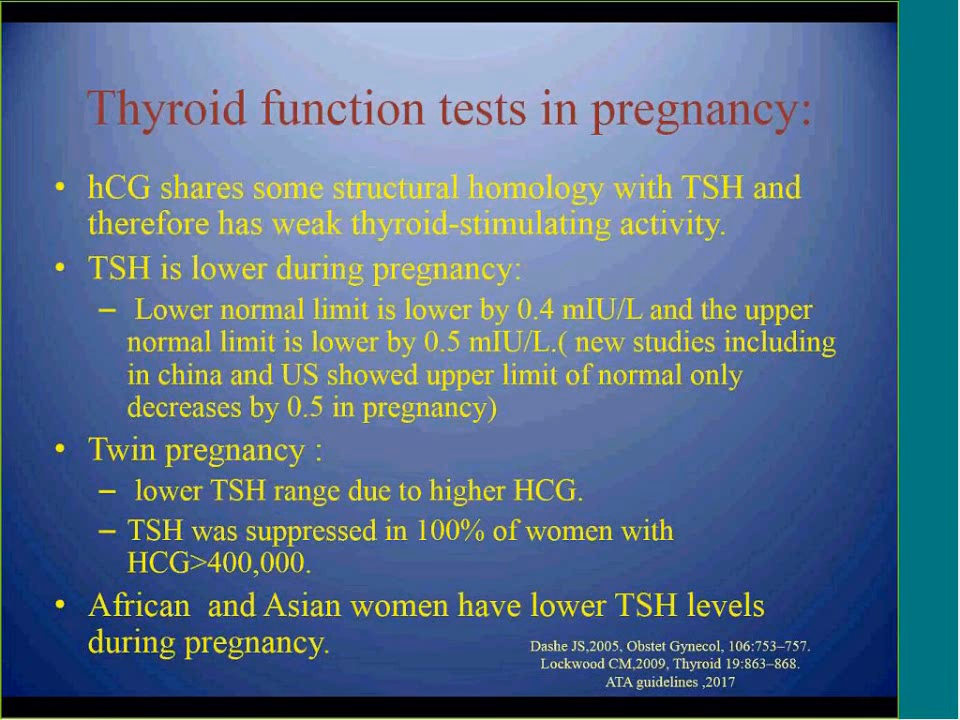 Thyroid function tests in pregnancy:
• hCG shares some structural homology with TSH and
therefore has weak thyroid-stimulating activity.
• TSH is lower during pregnancy:
– Lower normal limit is lower by 0.4 mIU/L and the upper
normal limit is lower by 0.5 mIU/L.( new studies including
in china and US showed upper limit of normal only
decreases by 0.5 in pregnancy)
• Twin pregnancy :
– lower TSH range due to higher HCG.
– TSH was suppressed in 100% of women with
HCG>400,000.
• African and Asian women have lower TSH levels
during pregnancy.
Dashe JS,2005, Obstet Gynecol, 106:753–757.
Lockwood CM,2009, Thyroid 19:863–868.
ATA guidelines ,2017